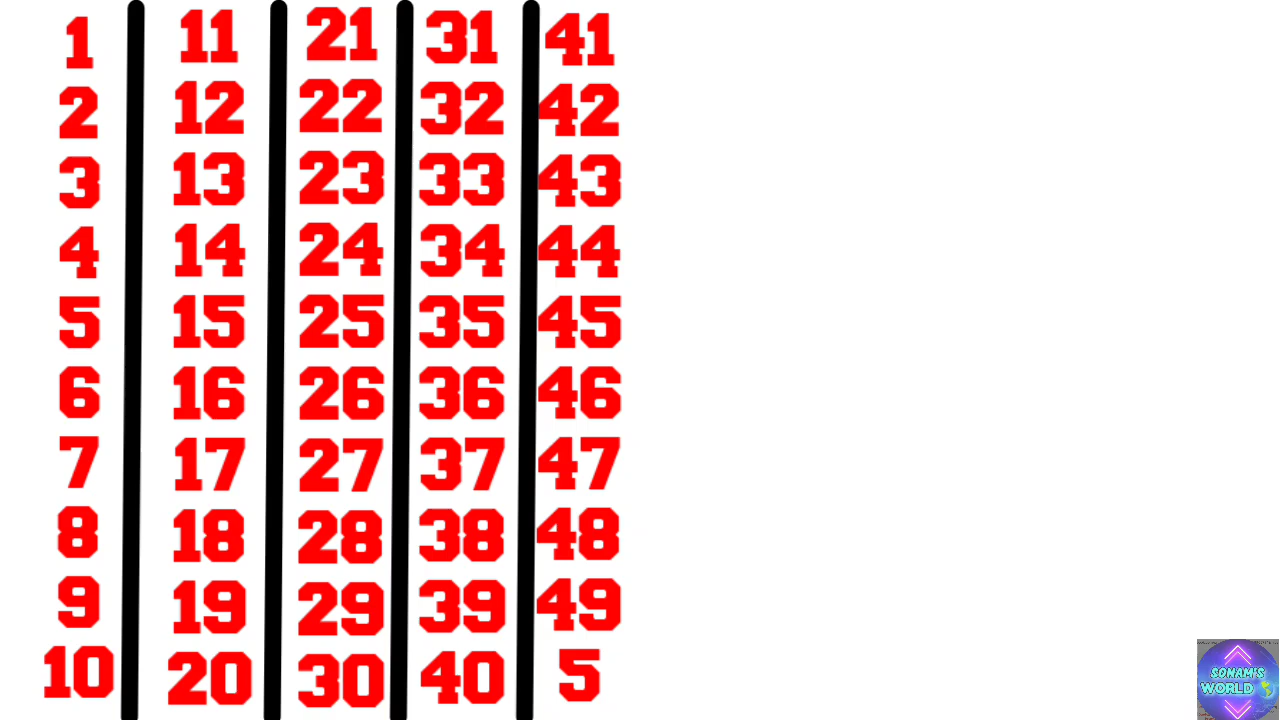 1 11 21 31 41
2 12 22 32 42
3 13 23 33 43
4 14 24 34 44
5 15 25 35 45
6 16 26 36 46
7 17 27 37 47
8 18 28 38 48
9 19 29 39 49
10 20 30 40 5
SONAMI'S
WORLD